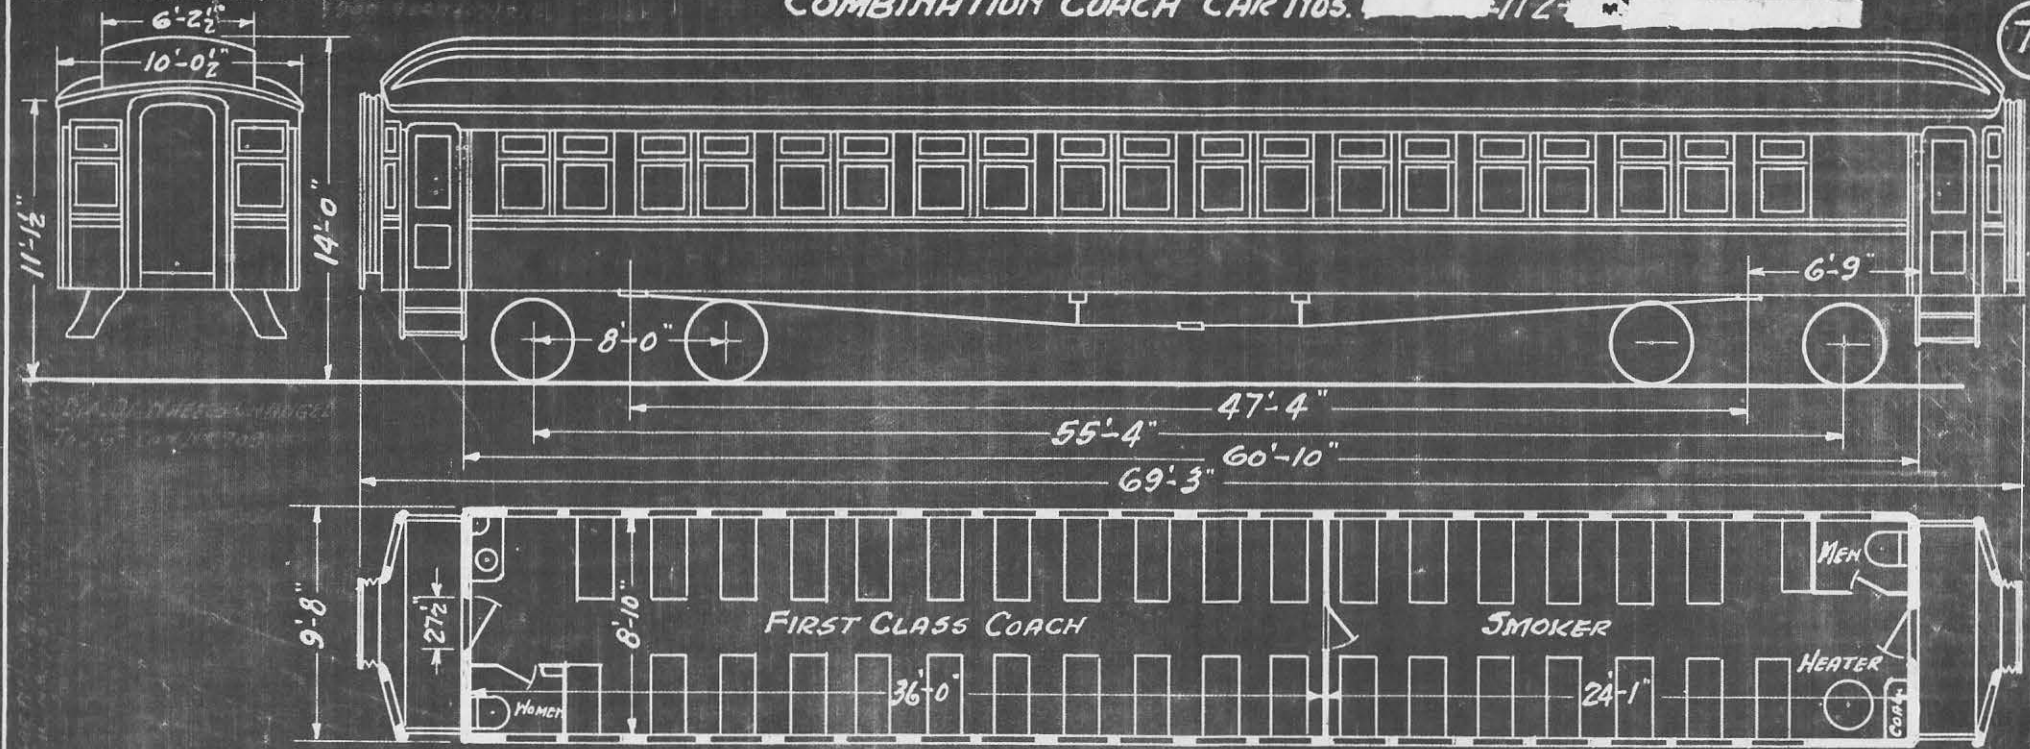 COMBINATION COACH CAR NOS. -112-
6'-2½"
10'-0½"
11'-1½"
14'-0"
6'-9"
8'-0"
47'-4"
55'-4"
60'-10"
69'-3"
9'-8"
27½"
8'-10"
FIRST CLASS COACH
SMOKER
MEN
HEATER
36'-0"
24'-1"
WOMEN
COAL
7